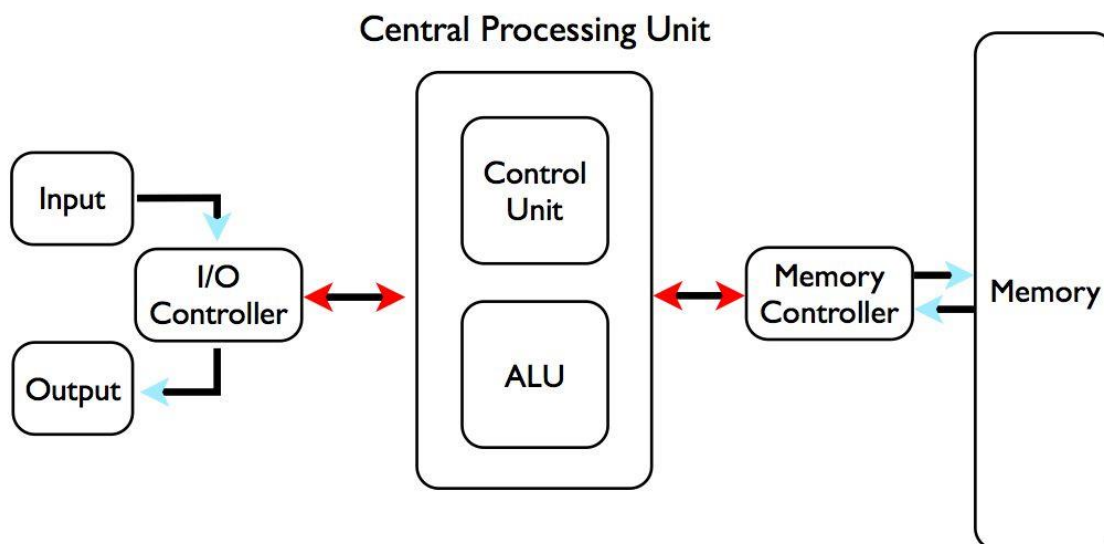 Central Processing Unit
Input
I/O
Controller
Output
Control
Unit
ALU
Memory
Controller
Memory